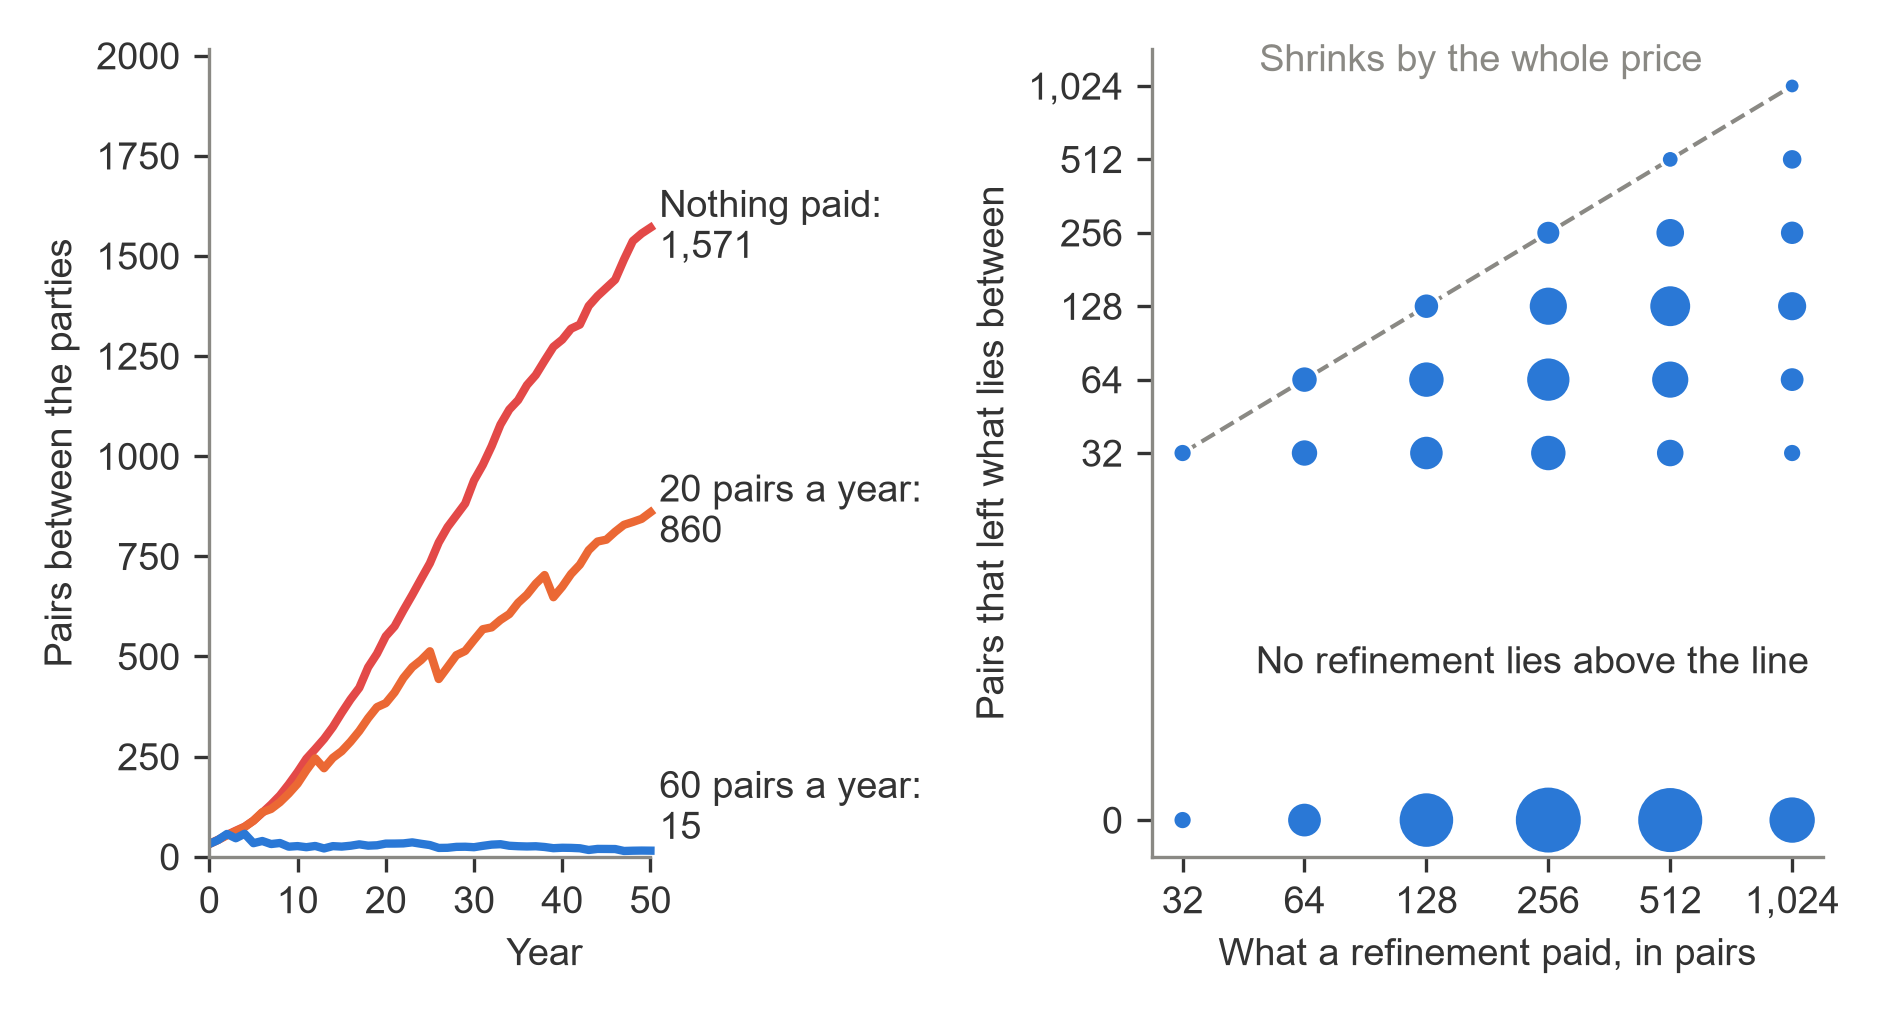 2000
1750
1500
1250
1000
750
500
250
0
Pairs between the parties
0 10 20 30 40 50
Year
Nothing paid:
1,571
20 pairs a year:
860
60 pairs a year:
15
Shrinks by the whole price
1,024
512
256
128
64
32
0
Pairs that left what lies between
No refinement lies above the line
32 64 128 256 512 1,024
What a refinement paid, in pairs